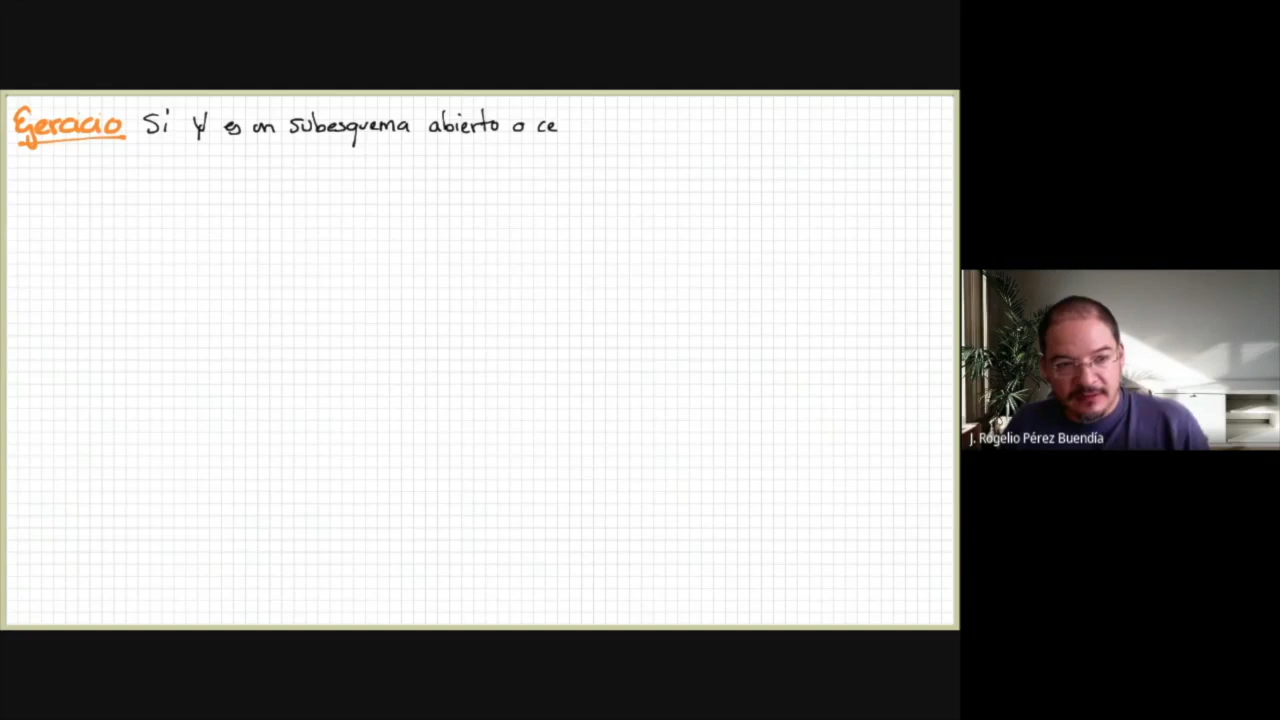 Ejercicio Si Y es un subesquema abierto o ce
J. Rogelio Pérez Buendía